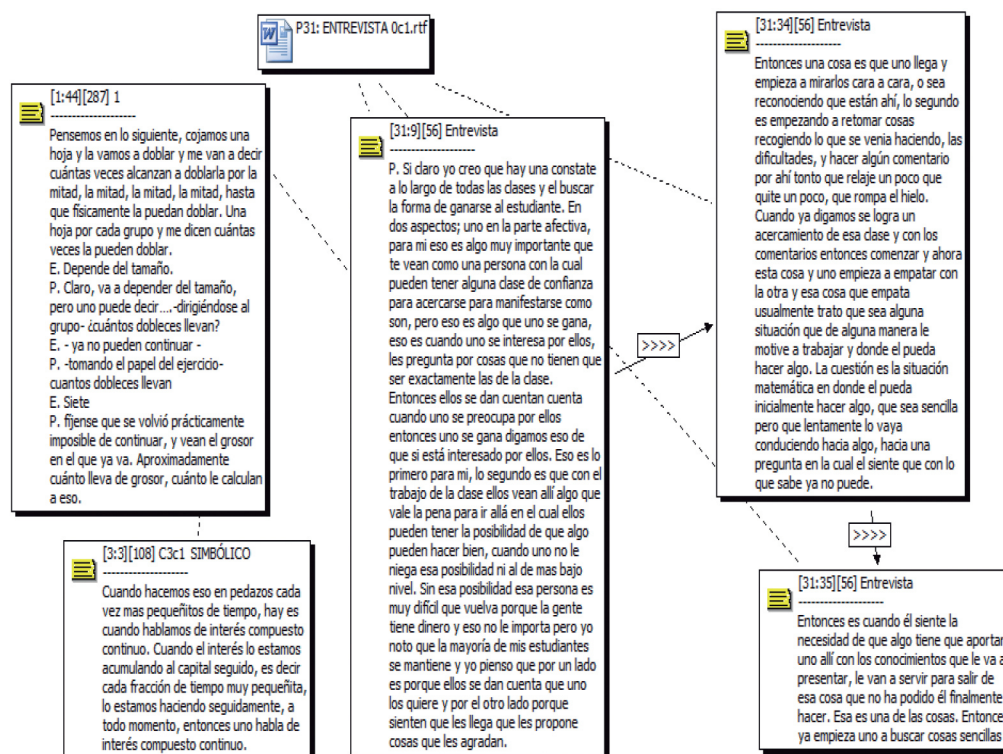 P31: ENTREVISTA 0c1.rtf
[1:44][287] 1
--------------------
Pensemos en lo siguiente, cojamos una
hoja y la vamos a doblar y me van a decir
cuántas veces alcanzan a doblarla por la
mitad, la mitad, la mitad, la mitad, hasta
que físicamente la puedan doblar. Una
hoja por cada grupo y me dicen cuántas
veces la pueden doblar.
E. Depende del tamaño.
P. Claro, va a depender del tamaño,
pero uno puede decir....-dirigiéndose al
grupo- ¿cuántos dobleces llevan?
E. - ya no pueden continuar -
P. -tomando el papel del ejercicio-
cuantos dobleces llevan
E. Siete
P. fíjense que se volvió prácticamente
imposible de continuar, y vean el grosor
en el que ya va. Aproximadamente
cuánto lleva de grosor, cuánto le calculan
a eso.
[3:3][108] C3c1 SIMBÓLICO
--------------------
Cuando hacemos eso en pedazos cada
vez mas pequeñitos de tiempo, hay es
cuando hablamos de interés compuesto
continuo. Cuando el interés lo estamos
acumulando al capital seguido, es decir
cada fracción de tiempo muy pequeñita,
lo estamos haciendo seguidamente, a
todo momento, entonces uno habla de
interés compuesto continuo.
[31:9][56] Entrevista
--------------------
P. Si claro yo creo que hay una constate
a lo largo de todas las clases y el buscar
la forma de ganarse al estudiante. En
dos aspectos; uno en la parte afectiva,
para mi eso es algo muy importante que
te vean como una persona con la cual
pueden tener alguna clase de confianza
para acercarse para manifestarse como
son, pero eso es algo que uno se gana,
eso es cuando uno se interesa por ellos,
les pregunta por cosas que no tienen que
ser exactamente las de la clase.
Entonces ellos se dan cuentan cuenta
cuando uno se preocupa por ellos
entonces uno se gana digamos eso de
que si está interesado por ellos. Eso es lo
primero para mi, lo segundo es que con el
trabajo de la clase ellos vean allí algo que
vale la pena para ir allá en el cual ellos
pueden tener la posibilidad de que algo
pueden hacer bien, cuando uno no le
niega esa posibilidad ni al de mas bajo
nivel. Sin esa posibilidad esa persona es
muy difícil que vuelva porque la gente
tiene dinero y eso no le importa pero yo
noto que la mayoría de mis estudiantes
se mantiene y yo pienso que por un lado
es porque ellos se dan cuenta que uno
los quiere y por el otro lado porque
sienten que les llega que les propone
cosas que les agradan.
>>>>
[31:34][56] Entrevista
--------------------
Entonces una cosa es que uno llega y
empieza a mirarlos cara a cara, o sea
reconociendo que están ahí, lo segundo
es empezando a retomar cosas
recogiendo lo que se venia haciendo, las
dificultades, y hacer algún comentario
por ahí tonto que relaje un poco que
quite un poco, que rompa el hielo.
Cuando ya digamos se logra un
acercamiento de esa clase y con los
comentarios entonces comenzar y ahora
esta cosa y uno empieza a empatar con
la otra y esa cosa que empata
usualmente trato que sea alguna
situación que de alguna manera le
motive a trabajar y donde el pueda
hacer algo. La cuestión es la situación
matemática en donde el pueda
inicialmente hacer algo, que sea sencilla
pero que lentamente lo vaya
conduciendo hacia algo, hacia una
pregunta en la cual el siente que con lo
que sabe ya no puede.
>>>>
[31:35][56] Entrevista
--------------------
Entonces es cuando él siente la
necesidad de que algo tiene que aportar
uno allí con los conocimientos que le va a
presentar, le van a servir para salir de
esa cosa que no ha podido él finalmente
hacer. Esa es una de las cosas. Entonce
ya empieza uno a buscar cosas sencillas